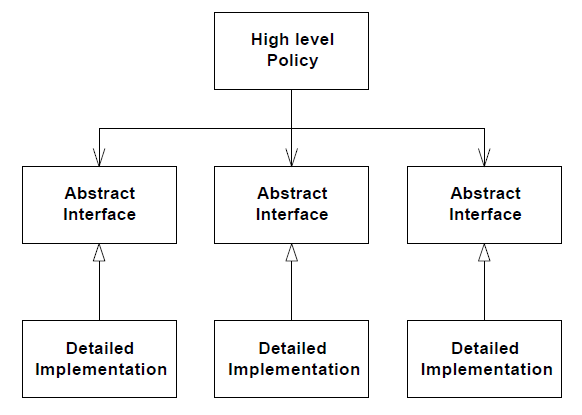 High level
Policy
Abstract
Interface
Abstract
Interface
Abstract
Interface
Detailed
Implementation
Detailed
Implementation
Detailed
Implementation